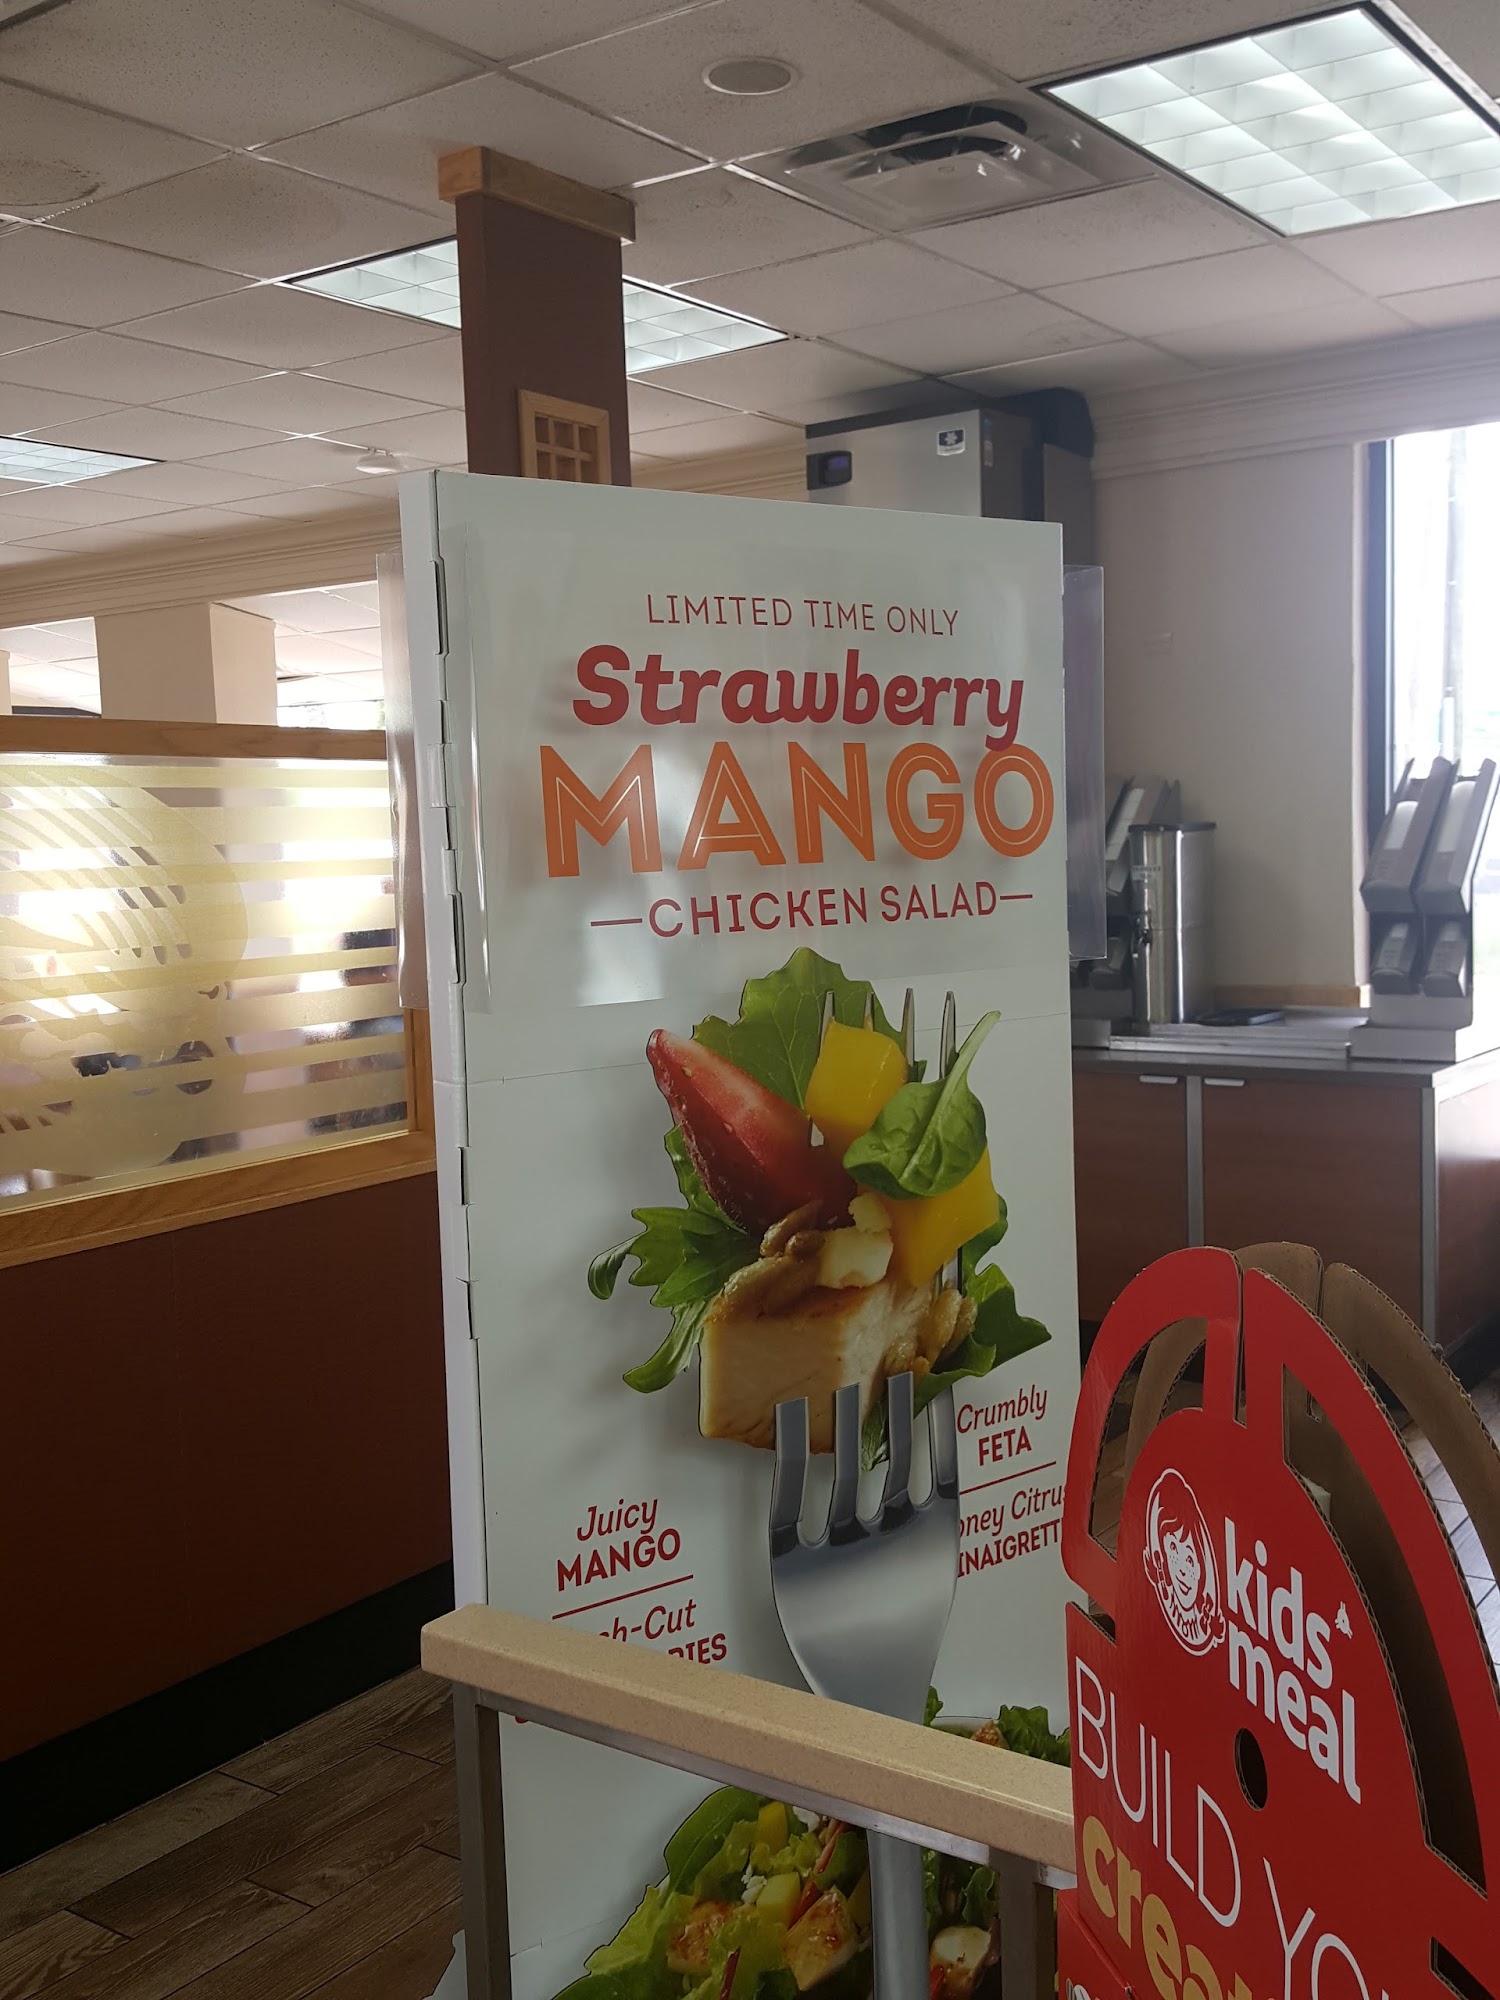 LIMITED TIME ONLY
Strawberry
MANGO
—CHICKEN SALAD—
Crumbly
FETA
Juicy
MANGO
kids'
meal
BUILD